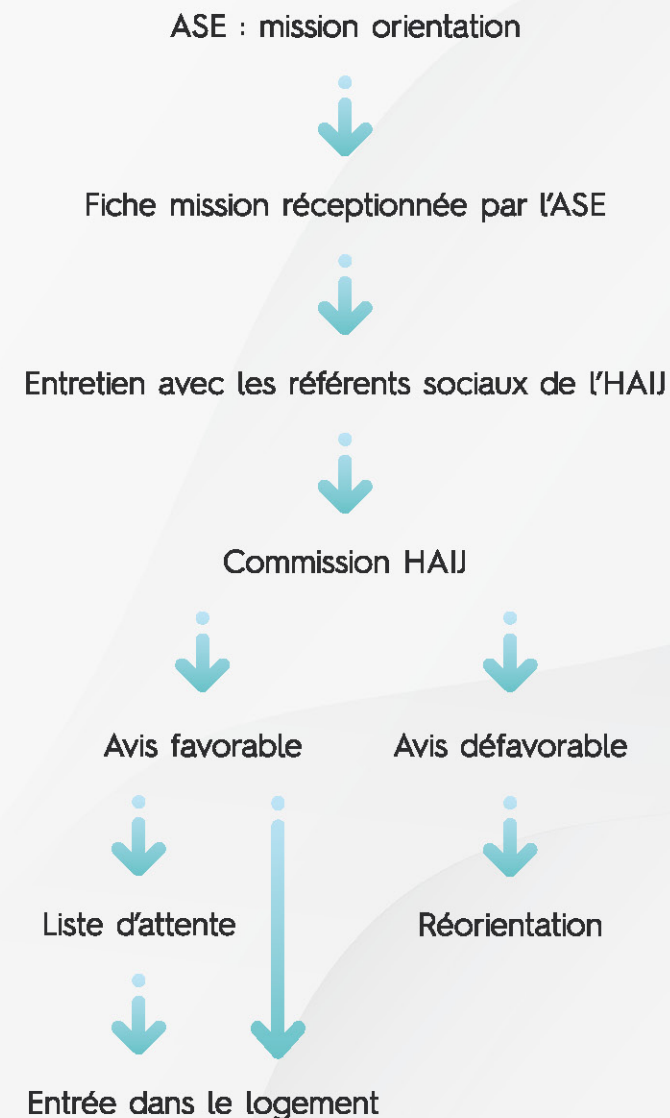 ASE : mission orientation
Fiche mission réceptionnée par l'ASE
Entretien avec les référents sociaux de l'HAIJ
Commission HAIJ
Avis favorable
Avis défavorable
Liste d'attente
Réorientation
Entrée dans le logement